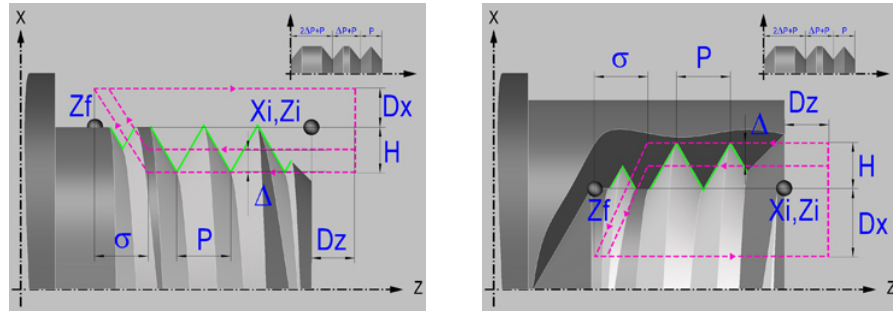 X
2ΔP+P ΔP+P P
Zf
Xi,Zi
Dx
H
Δ
σ
P
Dz
Z
X
2ΔP+P ΔP+P P
σ
P
Dz
Δ
H
Zf
Xi,Zi
Dx
Z